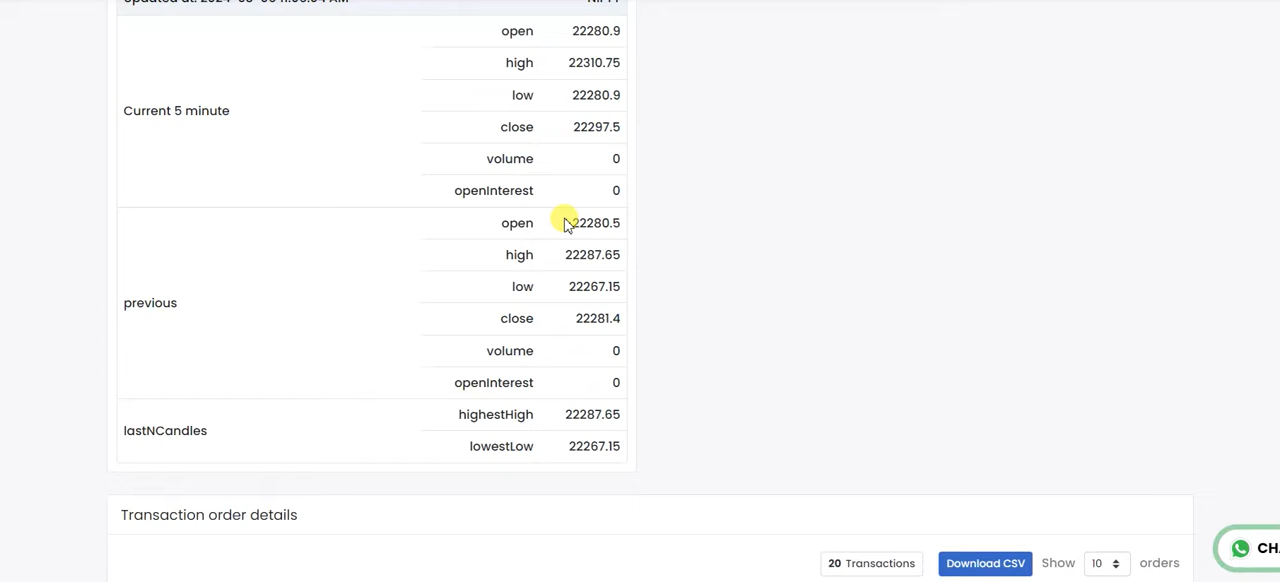 open 22280.9
high 22310.75
low 22280.9
Current 5 minute
close 22297.5
volume 0
openInterest 0
open 22280.5
high 22287.65
low 22267.15
previous
close 22281.4
volume 0
openInterest 0
highestHigh 22287.65
lastNCandles
lowestLow 22267.15
Transaction order details
20 Transactions Download CSV Show 10 orders
CH